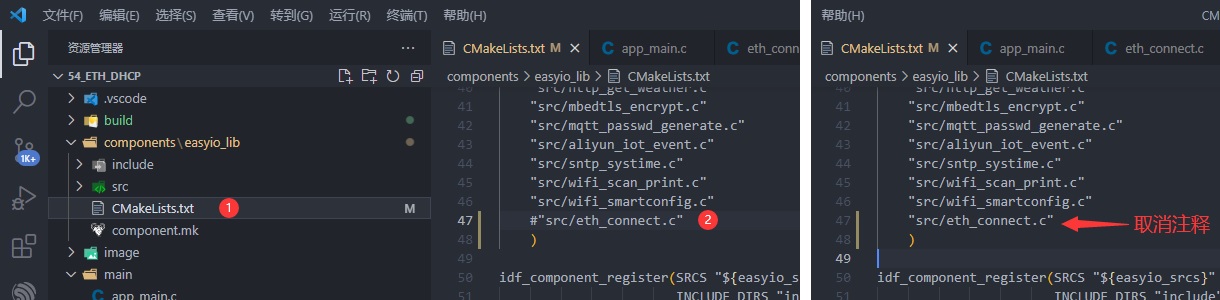 文件(F) 编辑(E) 选择(S) 查看(V) 转到(G) 运行(R) 终端(T) 帮助(H)
资源管理器
54_ETH_DHCP
.vscode
build
components\easyio_lib
include
src
CMakeLists.txt 1 M
component.mk
image
main
app_main.c
1K+
CMakeLists.txt M app_main.c eth_conn
components > easyio_lib > CMakeLists.txt
40 "src/http_get_weather.c"
41 "src/mbedtls_encrypt.c"
42 "src/mqtt_passwd_generate.c"
43 "src/aliyun_iot_event.c"
44 "src/sntp_systime.c"
45 "src/wifi_scan_print.c"
46 "src/wifi_smartconfig.c"
47 #"src/eth_connect.c" 2
48 )
49
50 idf_component_register(SRCS "${easyio_s
51 INCLUDE_DIRS "in
帮助(H) CM
CMakeLists.txt M app_main.c eth_connect.c
components > easyio_lib > CMakeLists.txt
40 "src/http_get_weather.c"
41 "src/mbedtls_encrypt.c"
42 "src/mqtt_passwd_generate.c"
43 "src/aliyun_iot_event.c"
44 "src/sntp_systime.c"
45 "src/wifi_scan_print.c"
46 "src/wifi_smartconfig.c"
47 "src/eth_connect.c" 取消注释
48 )
49
50 idf_component_register(SRCS "${easyio_srcs}"
51 INCLUDE_DIRS "include"